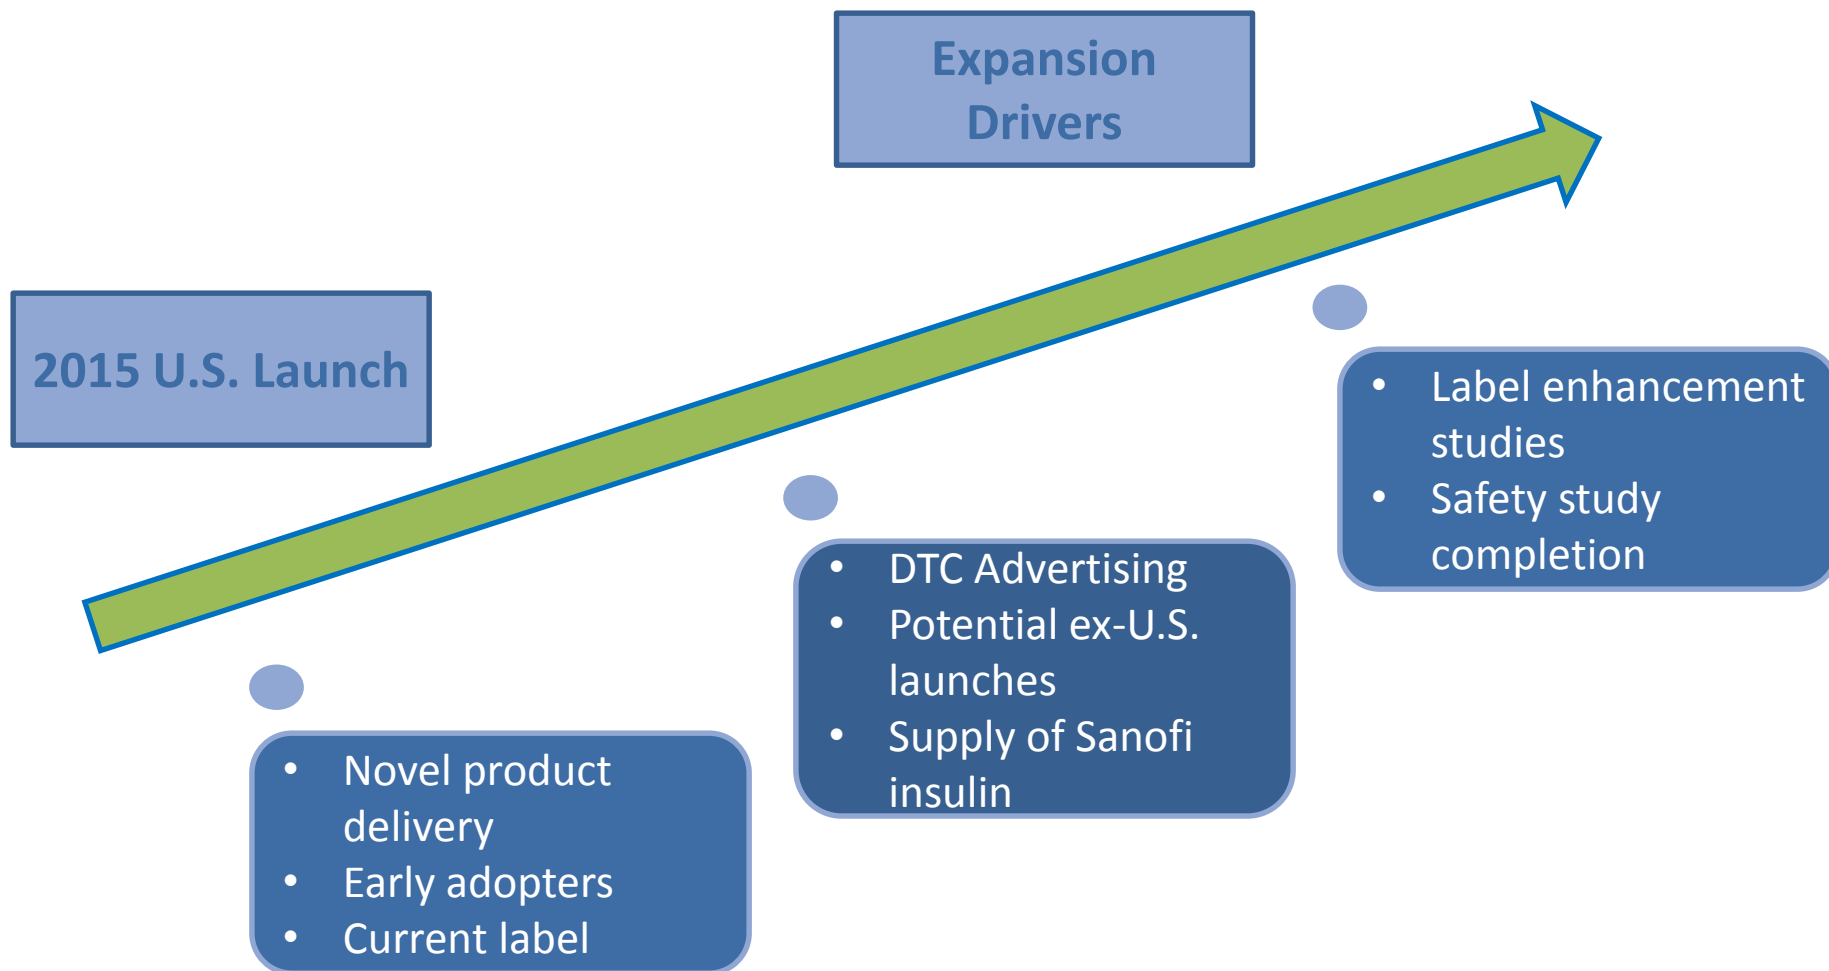 Expansion
Drivers
2015 U.S. Launch
• Label enhancement
studies
• Safety study
completion
• DTC Advertising
• Potential ex-U.S.
launches
• Supply of Sanofi
insulin
• Novel product
delivery
• Early adopters
• Current label